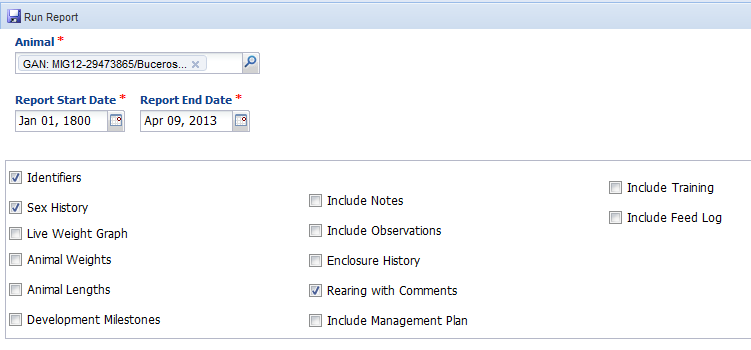 Run Report
Animal *
GAN: MIG12-29473865/Buceros...
Report Start Date * Report End Date *
Jan 01, 1800 Apr 09, 2013
Identifiers
Sex History
Live Weight Graph
Animal Weights
Animal Lengths
Development Milestones
Include Notes
Include Observations
Enclosure History
Rearing with Comments
Include Management Plan
Include Training
Include Feed Log